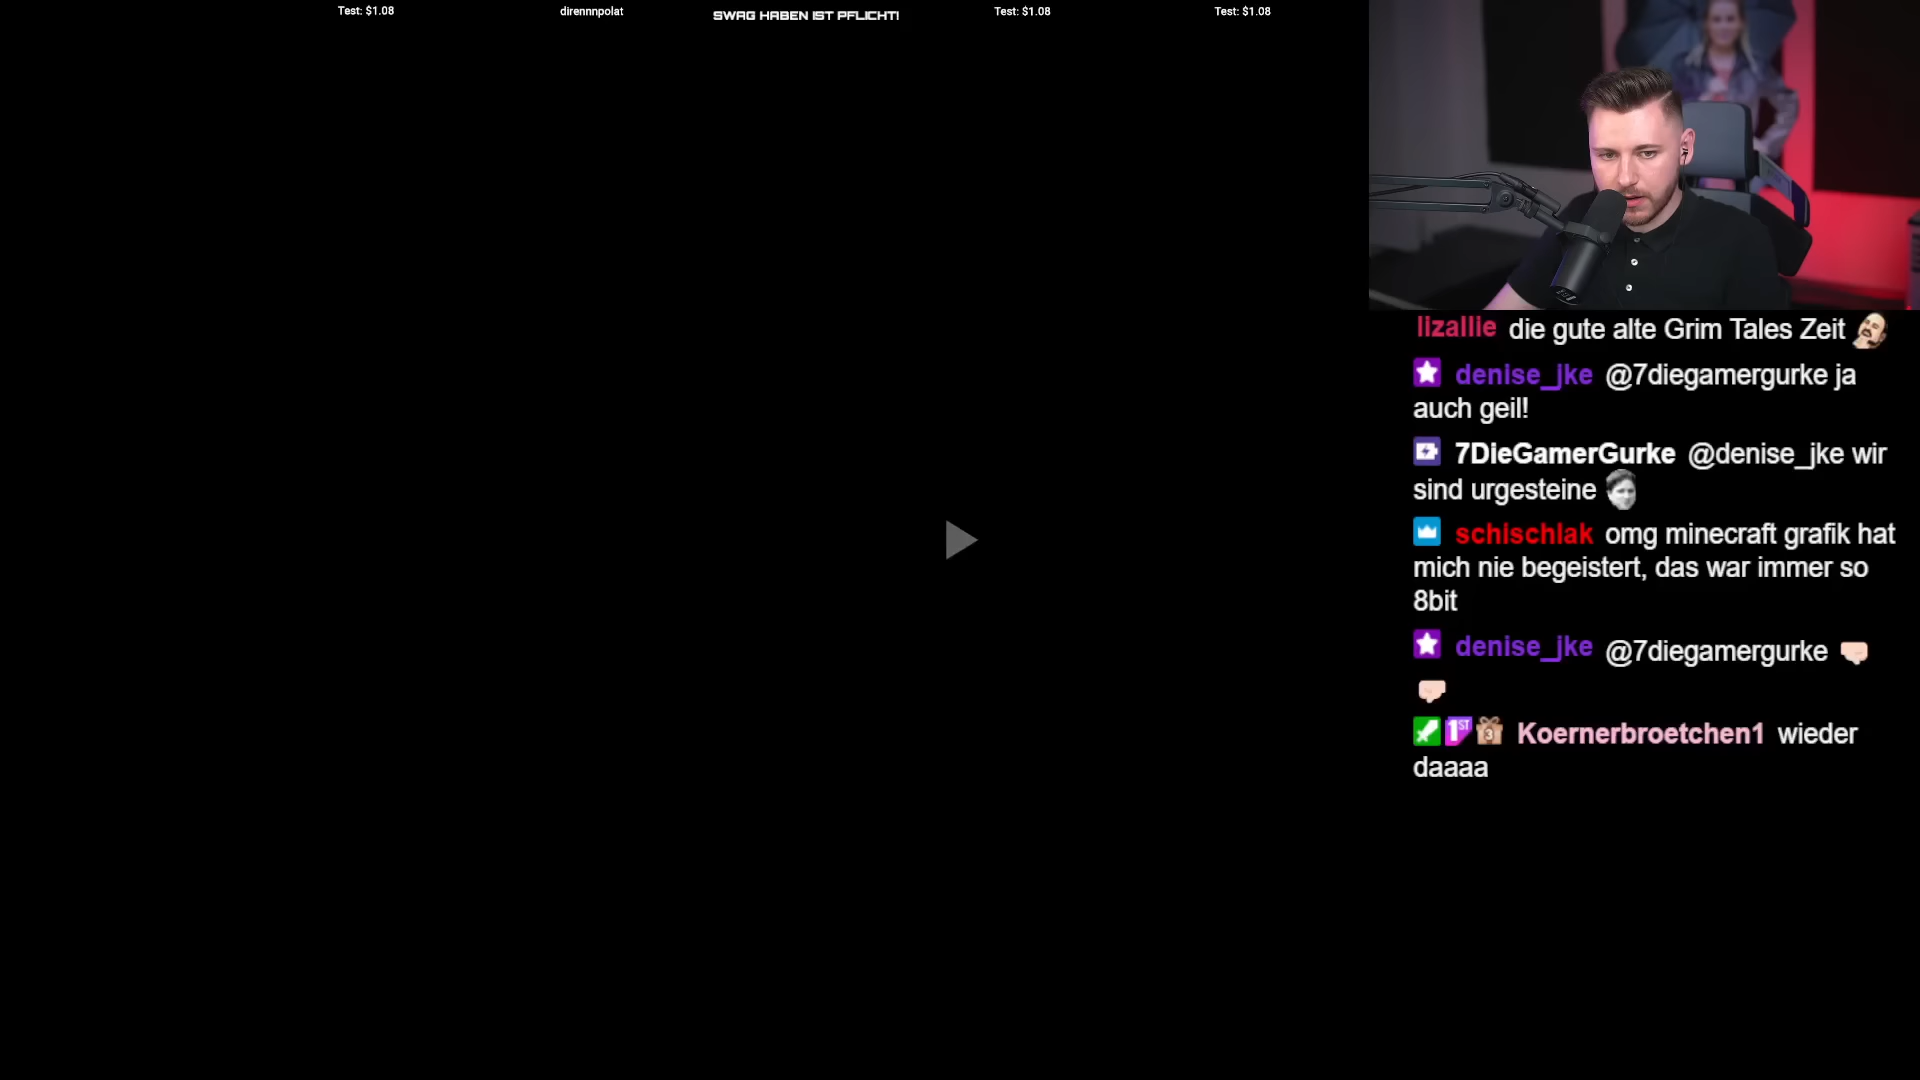 Test: $1.08
dirennnpolat
SWAG HABEN IST PFLICHT!
Test: $1.08
Test: $1.08
lizallie die gute alte Grim Tales Zeit
denise_jke @7diegamergurke ja
auch geil!
7DieGamerGurke @denise_jke wir
sind urgesteine
schischlak omg minecraft grafik hat
mich nie begeistert, das war immer so
8bit
denise_jke @7diegamergurke
1ST 3 Koernerbroetchen1 wieder
daaaa